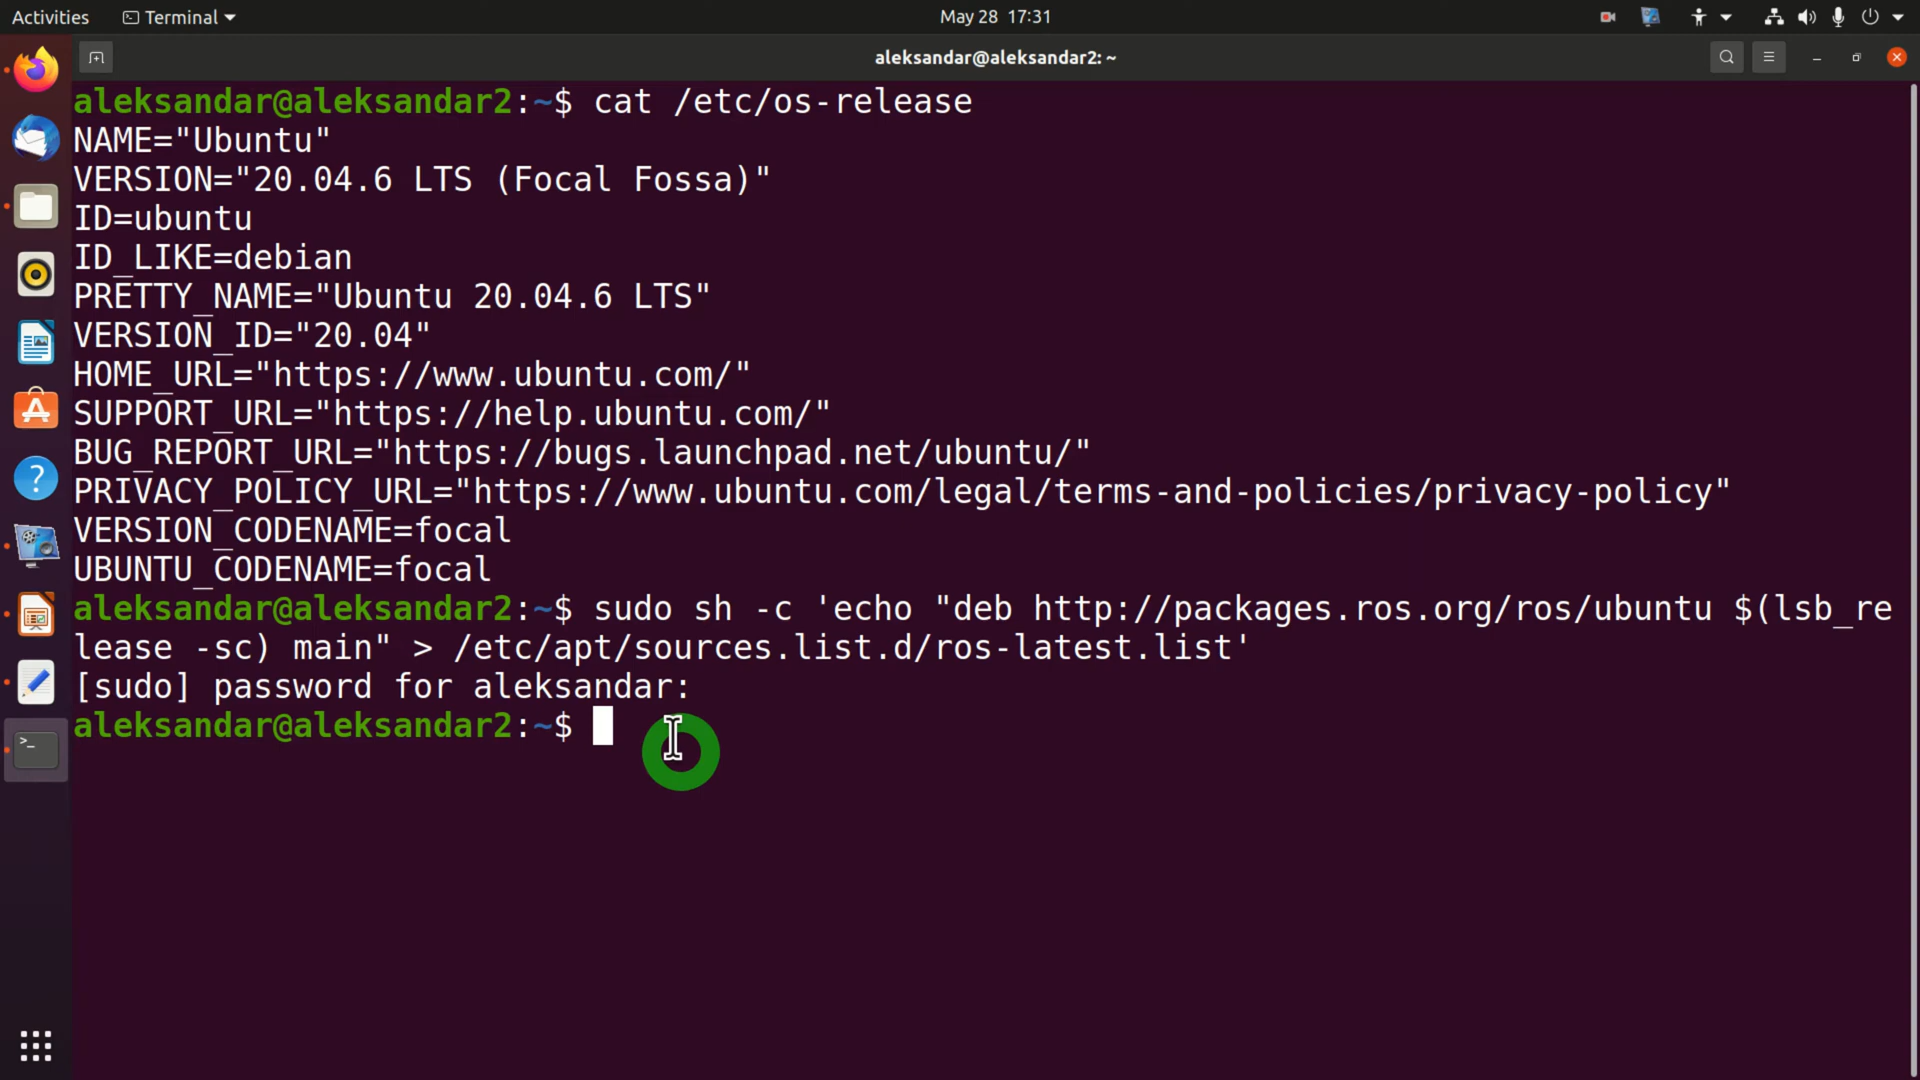 Activities Terminal May 28 17:31
aleksandar@aleksandar2: ~
aleksandar@aleksandar2:~$ cat /etc/os-release
NAME="Ubuntu"
VERSION="20.04.6 LTS (Focal Fossa)"
ID=ubuntu
ID_LIKE=debian
PRETTY_NAME="Ubuntu 20.04.6 LTS"
VERSION_ID="20.04"
HOME_URL="https://www.ubuntu.com/"
SUPPORT_URL="https://help.ubuntu.com/"
BUG_REPORT_URL="https://bugs.launchpad.net/ubuntu/"
PRIVACY_POLICY_URL="https://www.ubuntu.com/legal/terms-and-policies/privacy-policy"
VERSION_CODENAME=focal
UBUNTU_CODENAME=focal
aleksandar@aleksandar2:~$ sudo sh -c 'echo "deb http://packages.ros.org/ros/ubuntu $(lsb_re
lease -sc) main" > /etc/apt/sources.list.d/ros-latest.list'
[sudo] password for aleksandar:
aleksandar@aleksandar2:~$